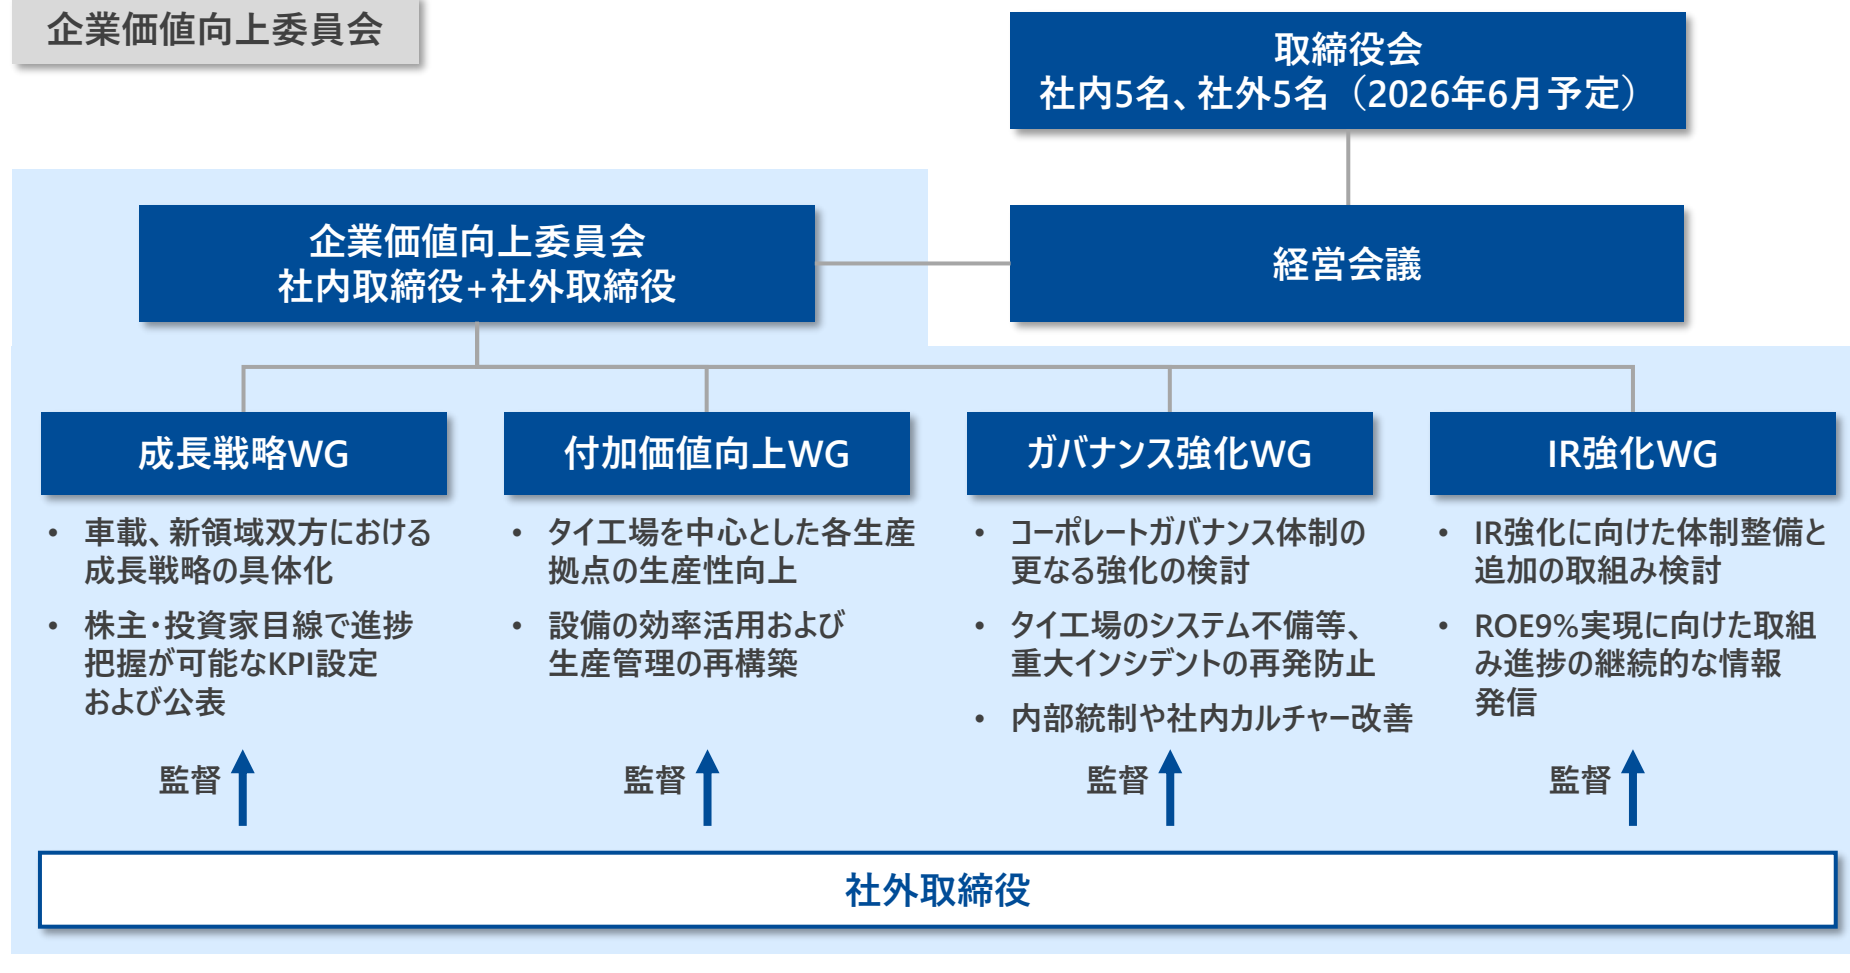 企業価値向上委員会
取締役会
社内5名、社外5名（2026年6月予定）
企業価値向上委員会
社内取締役+社外取締役
経営会議
成長戦略WG
• 車載、新領域双方における
成長戦略の具体化
• 株主・投資家目線で進捗
把握が可能なKPI設定
および公表
監督
付加価値向上WG
• タイ工場を中心とした各生産
拠点の生産性向上
• 設備の効率活用および
生産管理の再構築
監督
ガバナンス強化WG
• コーポレートガバナンス体制の
更なる強化の検討
• タイ工場のシステム不備等、
重大インシデントの再発防止
• 内部統制や社内カルチャー改善
監督
IR強化WG
• IR強化に向けた体制整備と
追加の取組み検討
• ROE9%実現に向けた取組
み進捗の継続的な情報
発信
監督
社外取締役